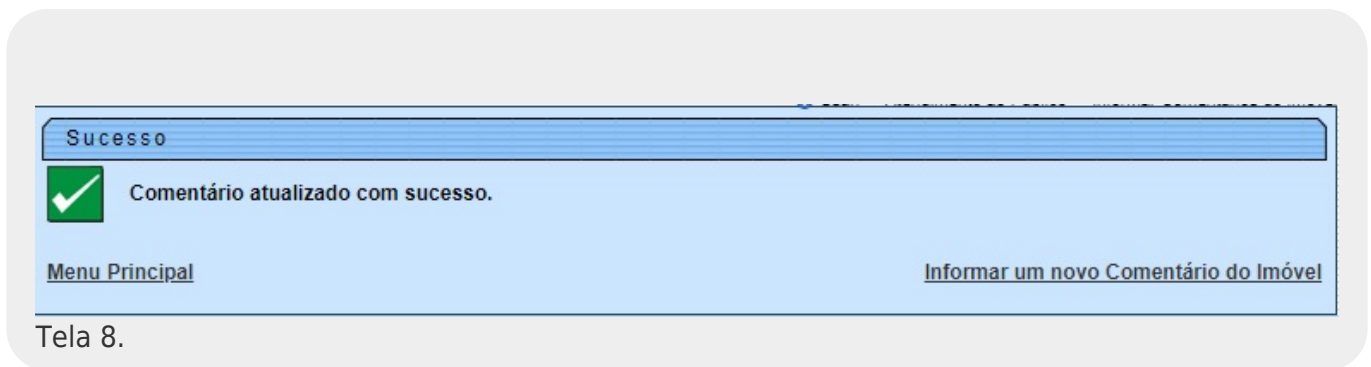 Sucesso
Comentário atualizado com sucesso.
Menu Principal
Informar um novo Comentário do Imóvel
Tela 8.